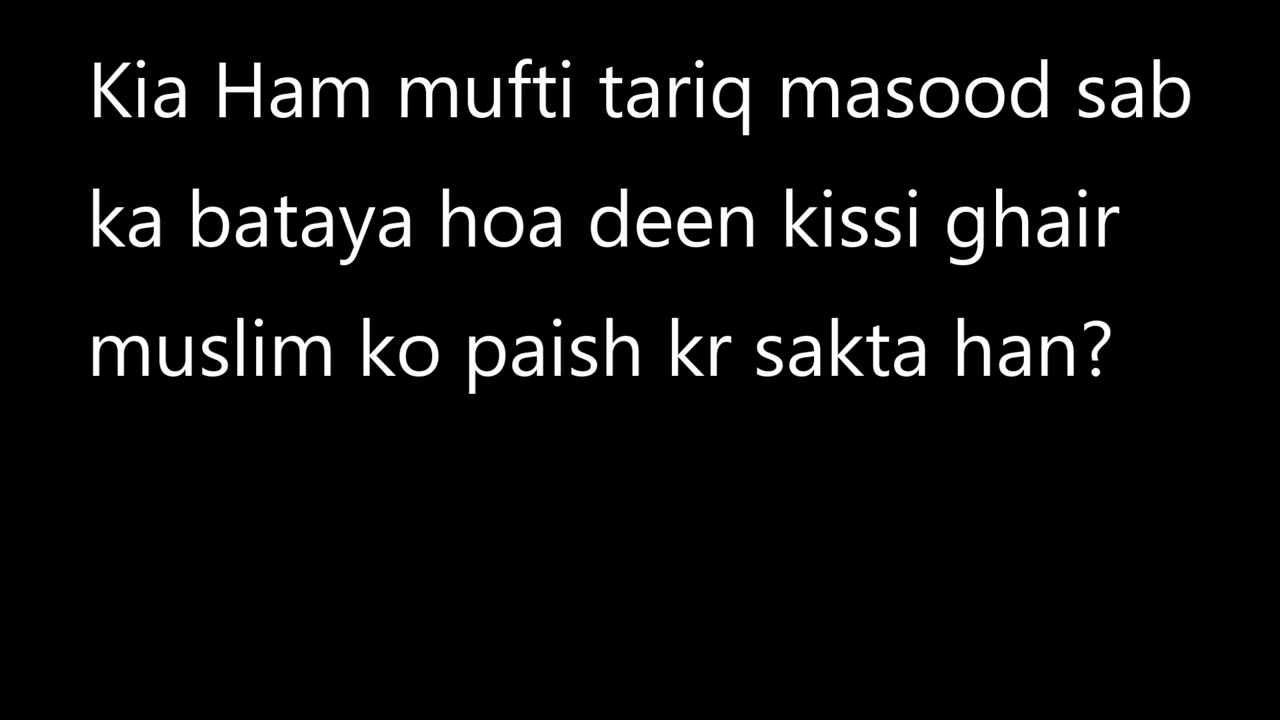 Kia Ham mufti tariq masood sab
ka bataya hoa deen kissi ghair
muslim ko paish kr sakta han?